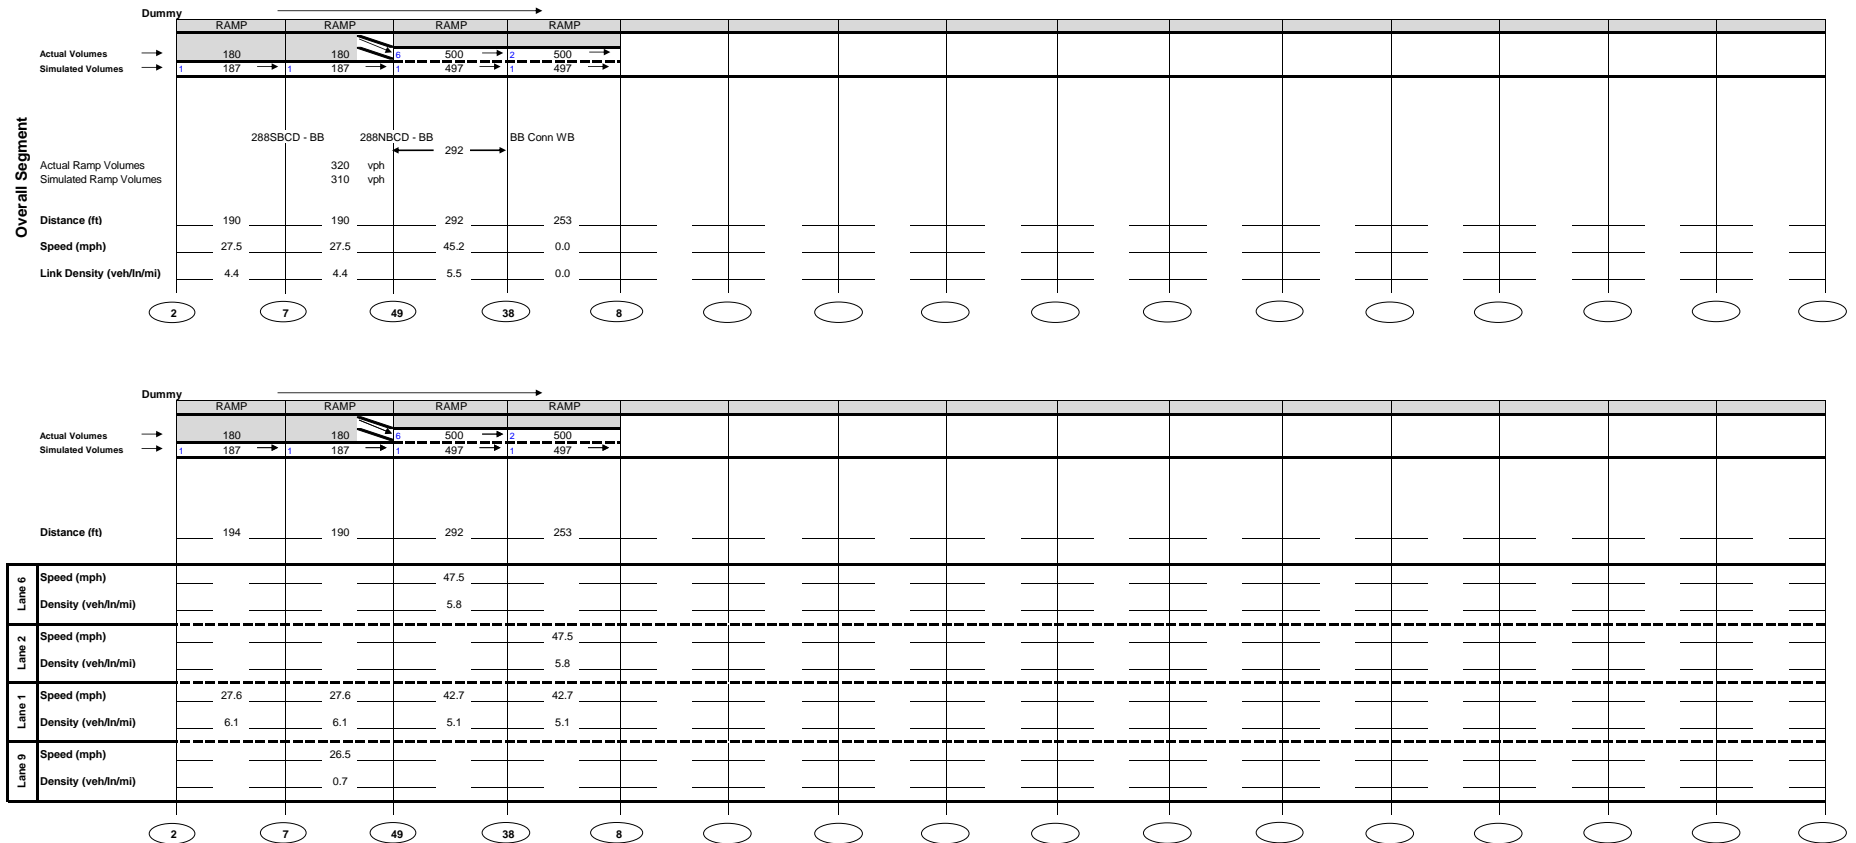 Dummy
RAMP RAMP RAMP RAMP
Actual Volumes 180 180 6 500 2 500
Simulated Volumes 1 187 1 187 1 497 1 497
Overall Segment
288SBCD - BB 288NBCD - BB BB Conn WB
292
Actual Ramp Volumes 320 vph
Simulated Ramp Volumes 310 vph
Distance (ft) 190 190 292 253
Speed (mph) 27.5 27.5 45.2 0.0
Link Density (veh/ln/mi) 4.4 4.4 5.5 0.0
2 7 49 38 8
Dummy
RAMP RAMP RAMP RAMP
Actual Volumes 180 180 6 500 2 500
Simulated Volumes 1 187 1 187 1 497 1 497
Distance (ft) 194 190 292 253
Lane 6
Speed (mph) 47.5
Density (veh/ln/mi) 5.8
Lane 2
Speed (mph) 47.5
Density (veh/ln/mi) 5.8
Lane 1
Speed (mph) 27.6 27.6 42.7 42.7
Density (veh/ln/mi) 6.1 6.1 5.1 5.1
Lane 9
Speed (mph) 26.5
Density (veh/ln/mi) 0.7
2 7 49 38 8